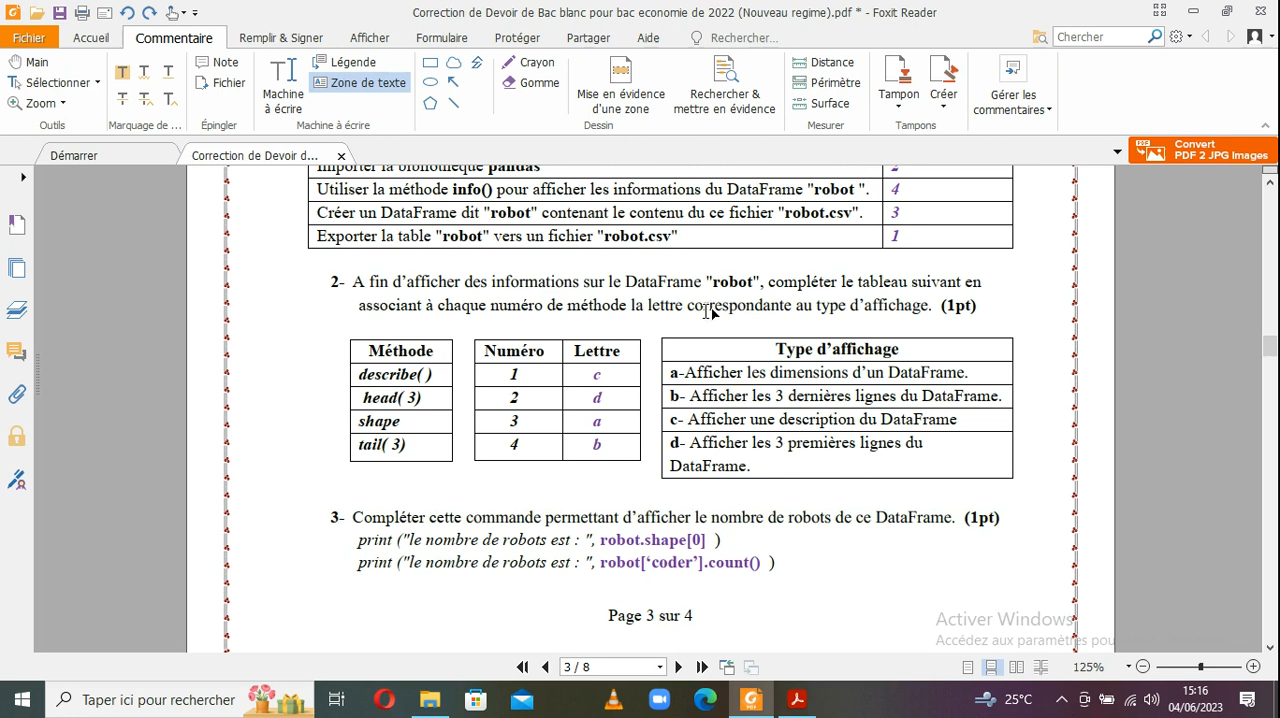 Correction de Devoir de Bac blanc pour bac economie de 2022 (Nouveau regime).pdf * - Foxit Reader
Fichier Accueil Commentaire Remplir & Signer Afficher Formulaire Protéger Partager Aide Rechercher... Chercher
Main
Sélectionner
Zoom
Outils
Marquage de ...
Note
Fichier
Épingler
Machine
à écrire
Légende
Zone de texte
Machine à écrire
Crayon
Gomme
Mise en évidence
d'une zone
Rechercher &
mettre en évidence
Dessin
Distance
Périmètre
Surface
Mesurer
Tampon
Créer
Tampons
Gérer les
commentaires
Démarrer
Correction de Devoir d...
Convert
PDF 2 JPG Images
Importer la bibliothèque pandas 2
Utiliser la méthode info() pour afficher les informations du DataFrame "robot ". 4
Créer un DataFrame dit "robot" contenant le contenu du ce fichier "robot.csv". 3
Exporter la table "robot" vers un fichier "robot.csv" 1
2- A fin d'afficher des informations sur le DataFrame "robot", compléter le tableau suivant en
associant à chaque numéro de méthode la lettre correspondante au type d'affichage. (1pt)
Méthode
describe( )
head( 3)
shape
tail( 3)
Numéro Lettre
1 c
2 d
3 a
4 b
Type d'affichage
a-Afficher les dimensions d'un DataFrame.
b- Afficher les 3 dernières lignes du DataFrame.
c- Afficher une description du DataFrame
d- Afficher les 3 premières lignes du
DataFrame.
3- Compléter cette commande permettant d'afficher le nombre de robots de ce DataFrame. (1pt)
print ("le nombre de robots est : ", robot.shape[0] )
print ("le nombre de robots est : ", robot['coder'].count() )
Page 3 sur 4
Activer Windows
Accédez aux paramètres pou
3 / 8
125%
Taper ici pour rechercher
25°C
15:16
04/06/2023